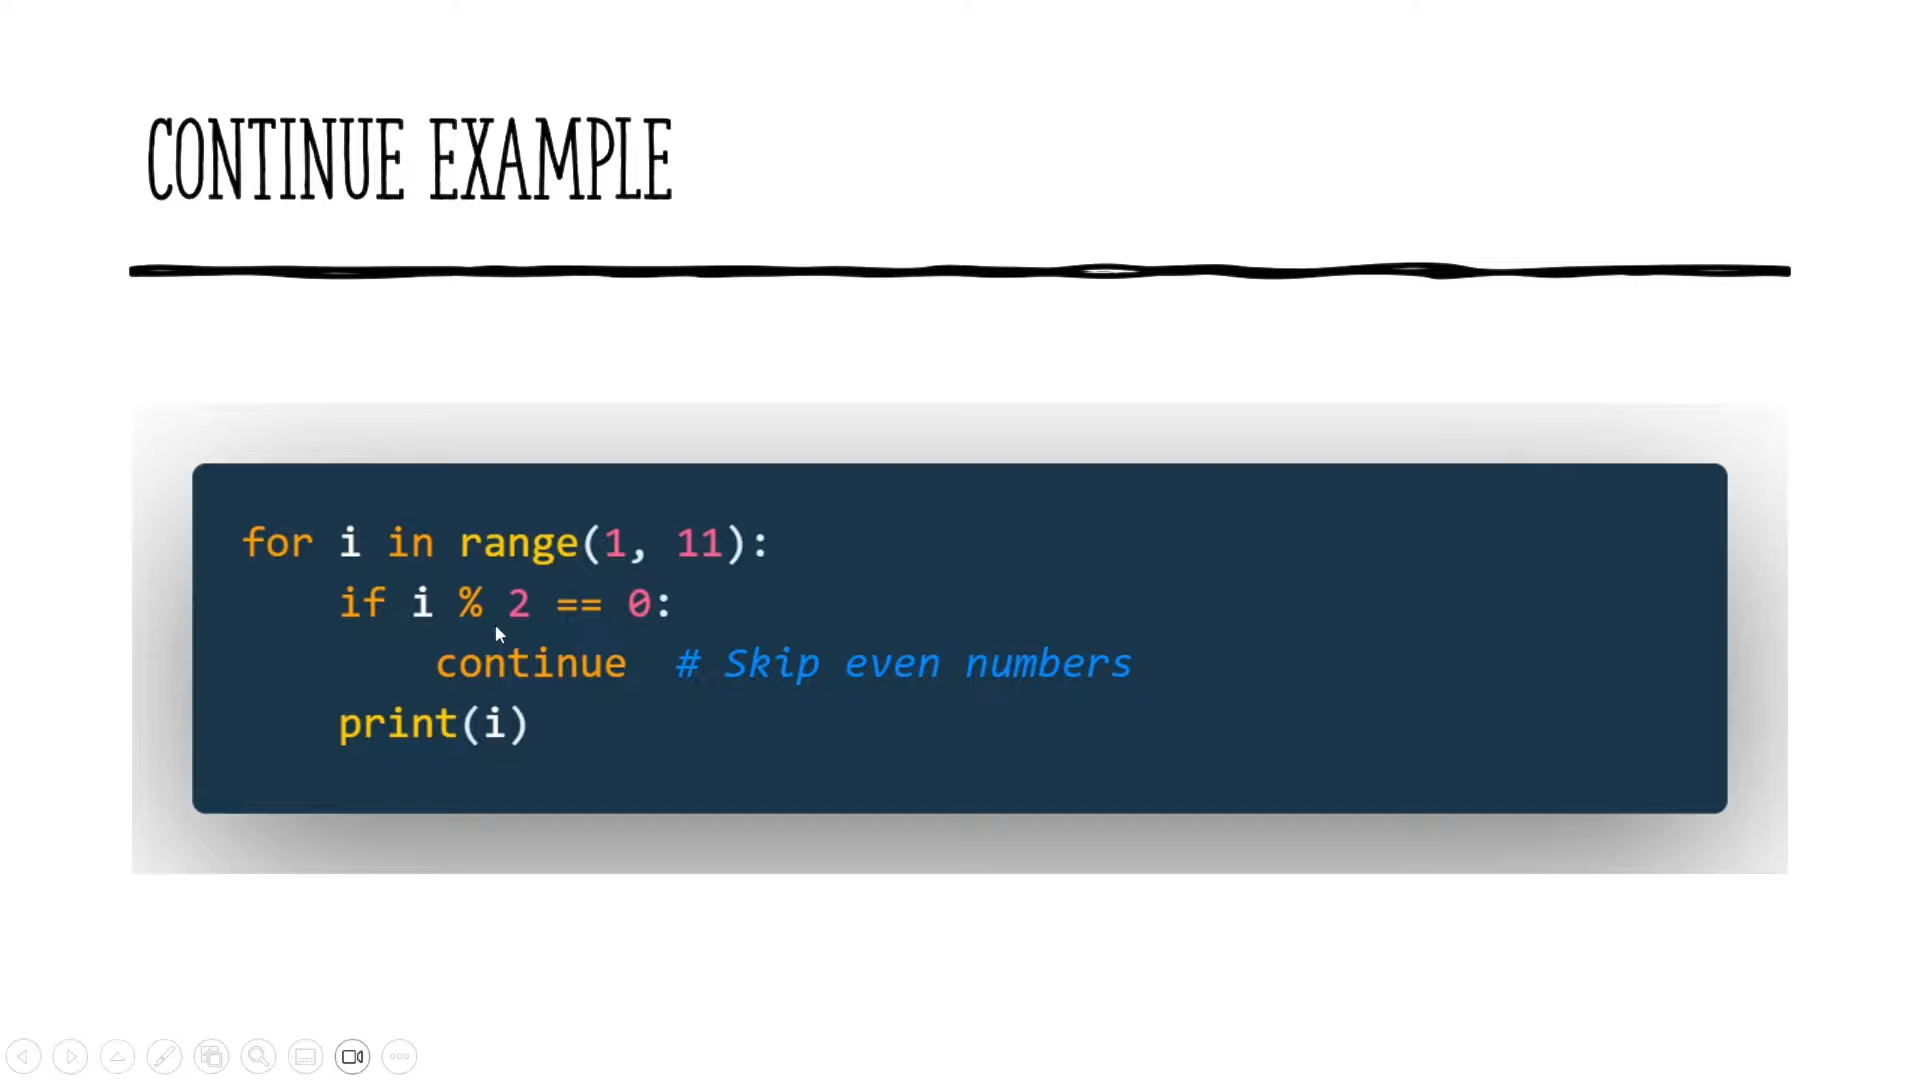 CONTINUE EXAMPLE
for i in range(1, 11):
    if i % 2 == 0:
        continue  # Skip even numbers
    print(i)